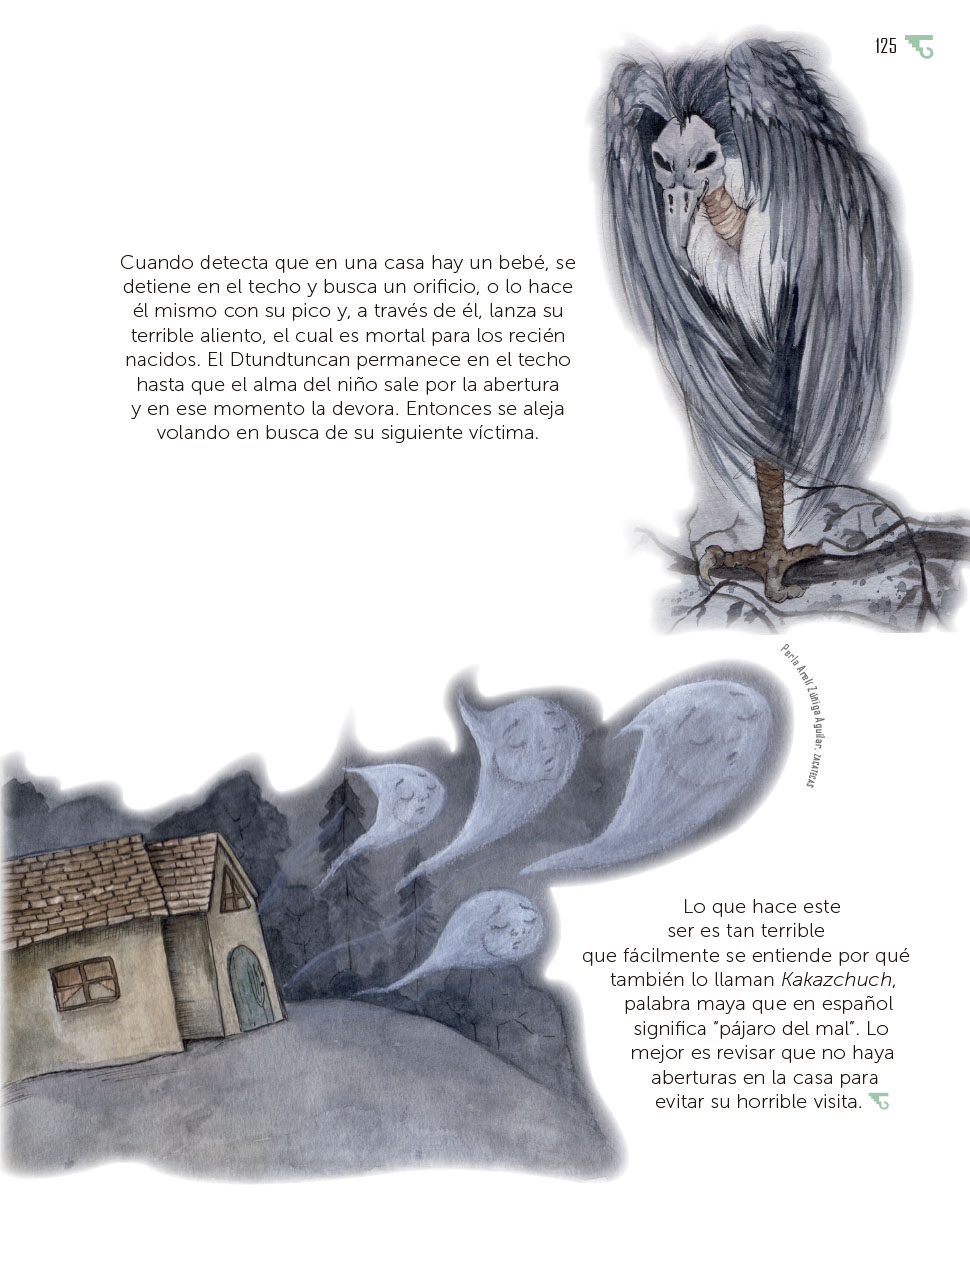 125
Cuando detecta que en una casa hay un bebé, se
detiene en el techo y busca un orificio, o lo hace
él mismo con su pico y, a través de él, lanza su
terrible aliento, el cual es mortal para los recién
nacidos. El Dtundtuncan permanece en el techo
hasta que el alma del niño sale por la abertura
y en ese momento la devora. Entonces se aleja
volando en busca de su siguiente víctima.
Perla Areli Zúñiga Aguilar, ZACATECAS
Lo que hace este
ser es tan terrible
que fácilmente se entiende por qué
también lo llaman Kakazchuch,
palabra maya que en español
significa “pájaro del mal”. Lo
mejor es revisar que no haya
aberturas en la casa para
evitar su horrible visita.